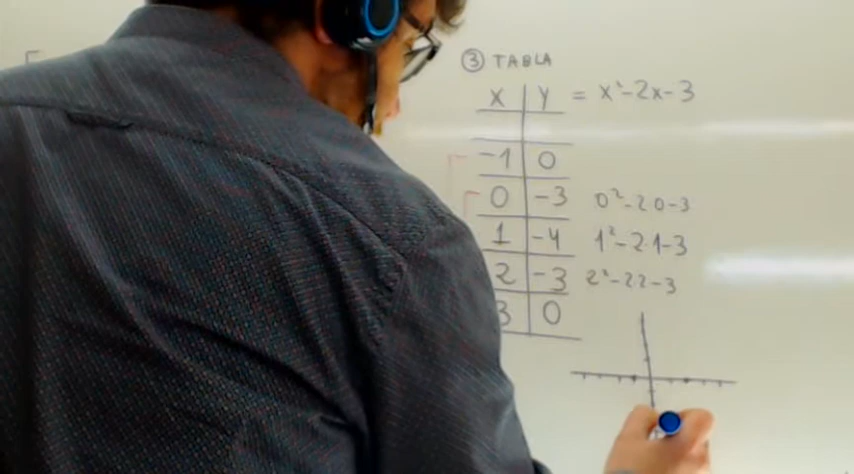 ③ TABLA
X Y = x²-2x-3
-1 0
0 -3 0²-2·0-3
1 -4 1²-2·1-3
2 -3 2²-2·2-3
3 0